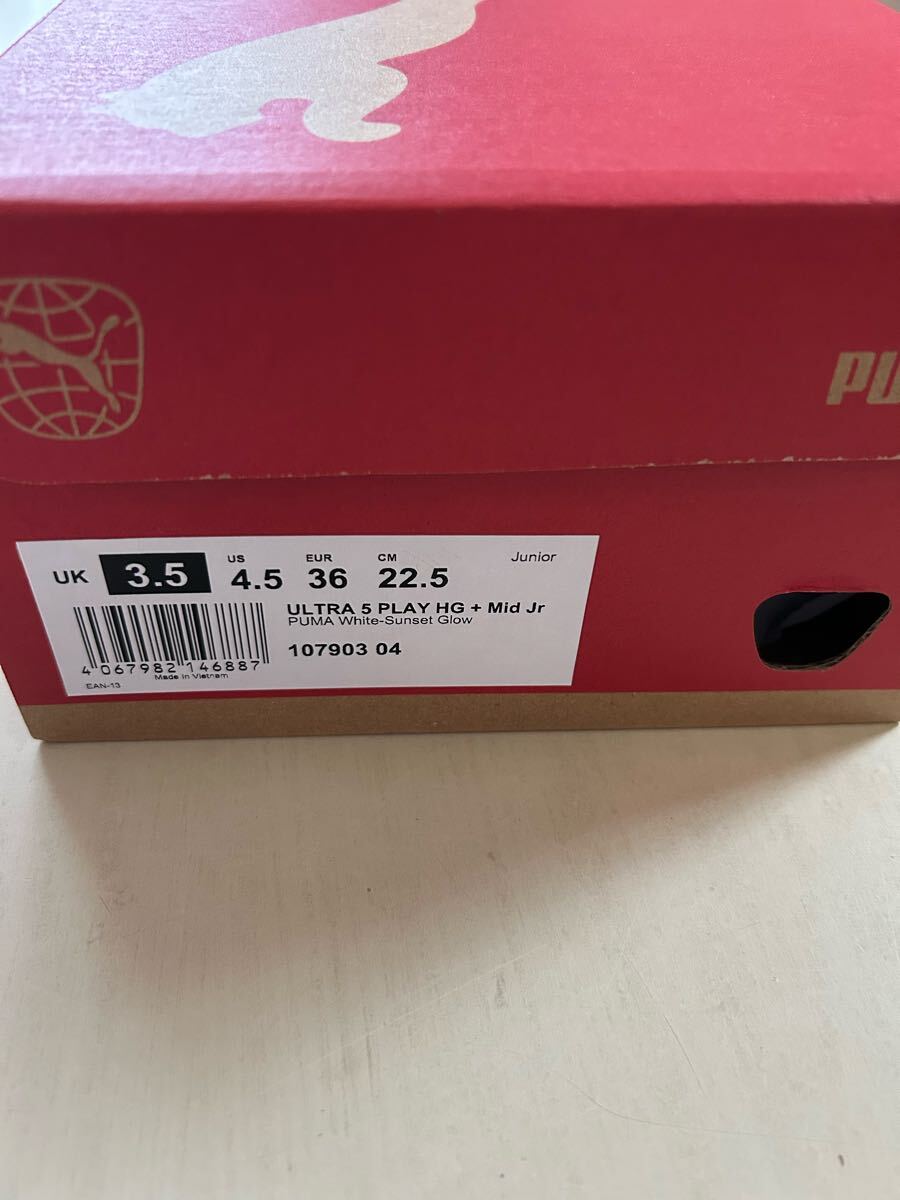 PU
UK 3.5 US 4.5 EUR 36 CM 22.5 Junior
ULTRA 5 PLAY HG + Mid Jr
PUMA White-Sunset Glow
107903 04
4 067982 146887
Made in Vietnam
EAN-13